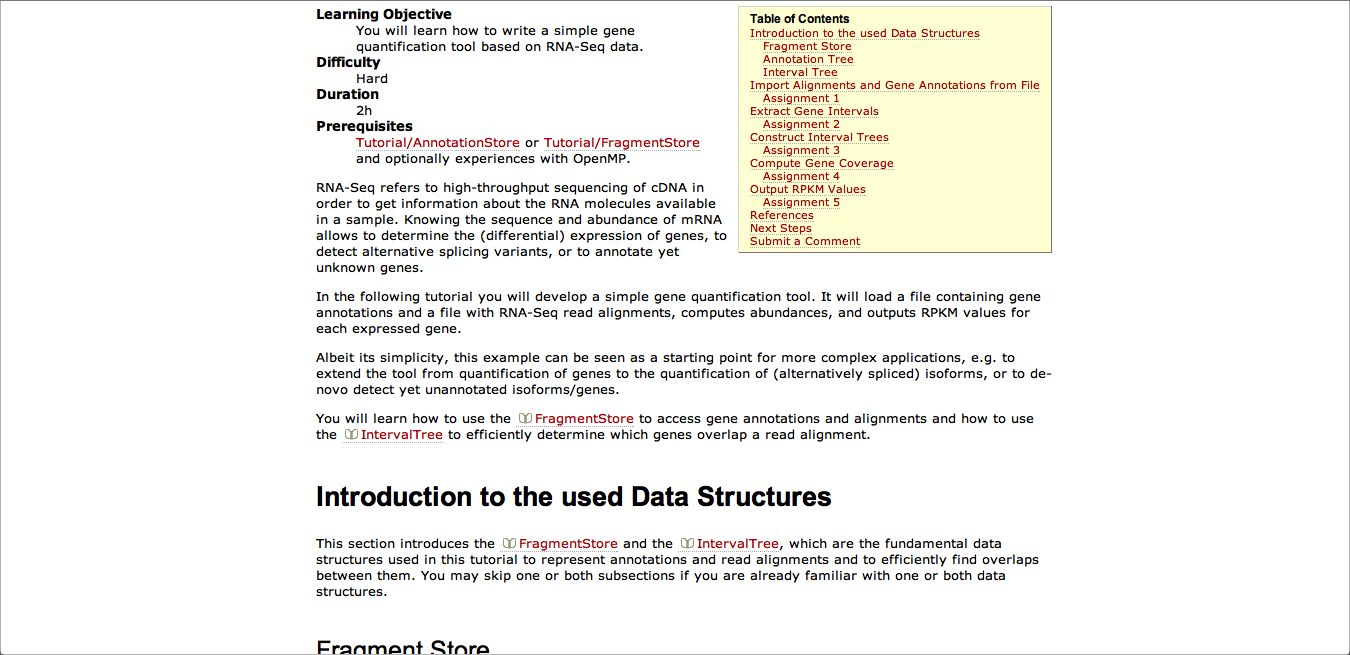 Learning Objective
You will learn how to write a simple gene
quantification tool based on RNA-Seq data.
Difficulty
Hard
Duration
2h
Prerequisites
Tutorial/AnnotationStore or Tutorial/FragmentStore
and optionally experiences with OpenMP.
Table of Contents
Introduction to the used Data Structures
Fragment Store
Annotation Tree
Interval Tree
Import Alignments and Gene Annotations from File
Assignment 1
Extract Gene Intervals
Assignment 2
Construct Interval Trees
Assignment 3
Compute Gene Coverage
Assignment 4
Output RPKM Values
Assignment 5
References
Next Steps
Submit a Comment
RNA-Seq refers to high-throughput sequencing of cDNA in
order to get information about the RNA molecules available
in a sample. Knowing the sequence and abundance of mRNA
allows to determine the (differential) expression of genes, to
detect alternative splicing variants, or to annotate yet
unknown genes.
In the following tutorial you will develop a simple gene quantification tool. It will load a file containing gene
annotations and a file with RNA-Seq read alignments, computes abundances, and outputs RPKM values for
each expressed gene.
Albeit its simplicity, this example can be seen as a starting point for more complex applications, e.g. to
extend the tool from quantification of genes to the quantification of (alternatively spliced) isoforms, or to de-
novo detect yet unannotated isoforms/genes.
You will learn how to use the FragmentStore to access gene annotations and alignments and how to use
the IntervalTree to efficiently determine which genes overlap a read alignment.
Introduction to the used Data Structures
This section introduces the FragmentStore and the IntervalTree, which are the fundamental data
structures used in this tutorial to represent annotations and read alignments and to efficiently find overlaps
between them. You may skip one or both subsections if you are already familiar with one or both data
structures.
Fragment Store